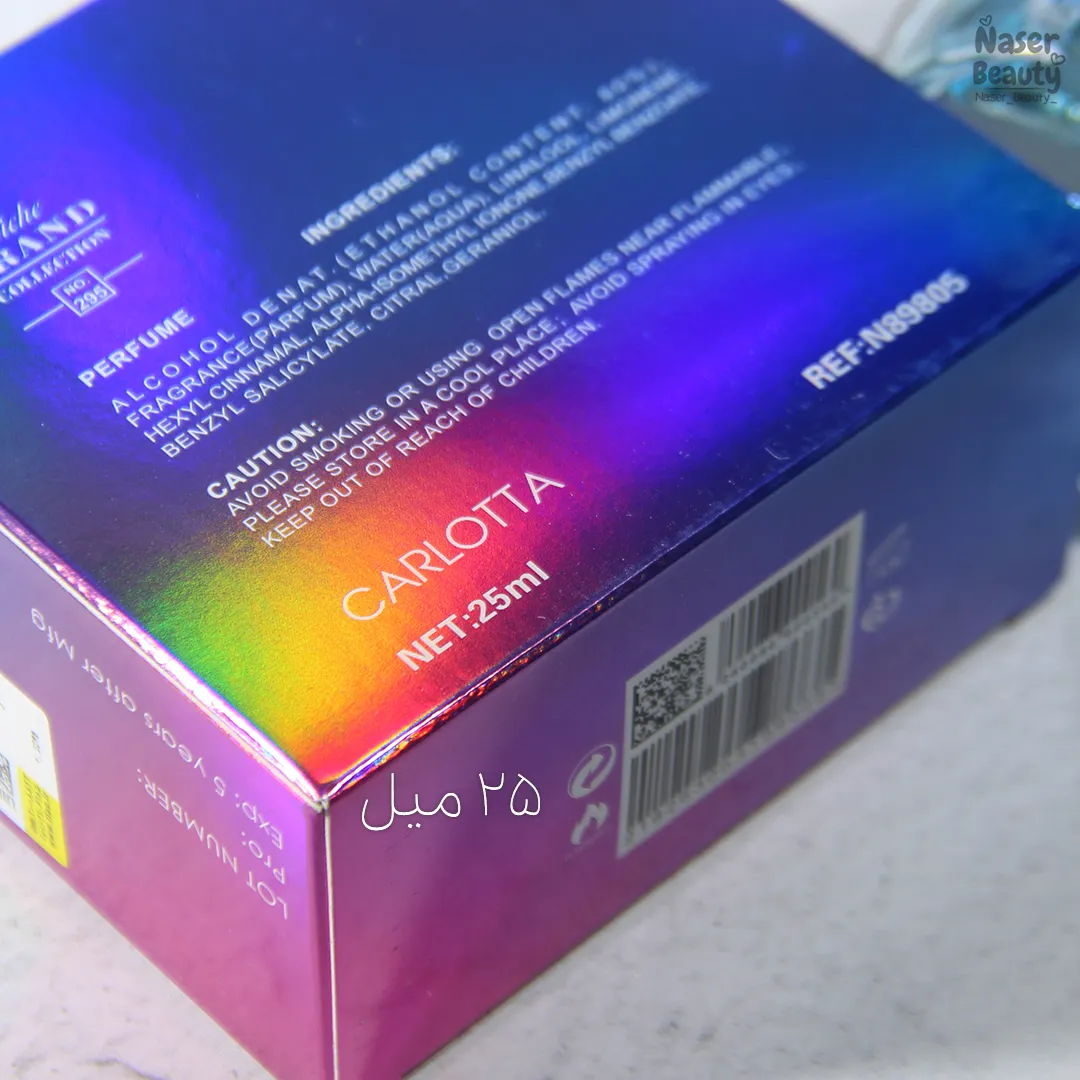 Naser
Beauty
Naser_Beauty_
RAND
COLLECTION
NO.
295
PERFUME
INGREDIENTS:
ALCOHOL DENAT. (ETHANOL CONTENT. 80%),
FRAGRANCE(PARFUM), WATER(AQUA), LINALOOL, LIMONENE,
HEXYL CINNAMAL, ALPHA-ISOMETHYL IONONE, BENZYL BENZOATE,
BENZYL SALICYLATE, CITRAL, GERANIOL.
CAUTION:
AVOID SMOKING OR USING OPEN FLAMES NEAR FLAMMABLE.
PLEASE STORE IN A COOL PLACE, AVOID SPRAYING IN EYES.
KEEP OUT OF REACH OF CHILDREN.
REF:N89805
CARLOTTA
NET:25ml
۲۵ میل
LOT NUMBER:
Pro:
Exp: 5 years affer Mfg